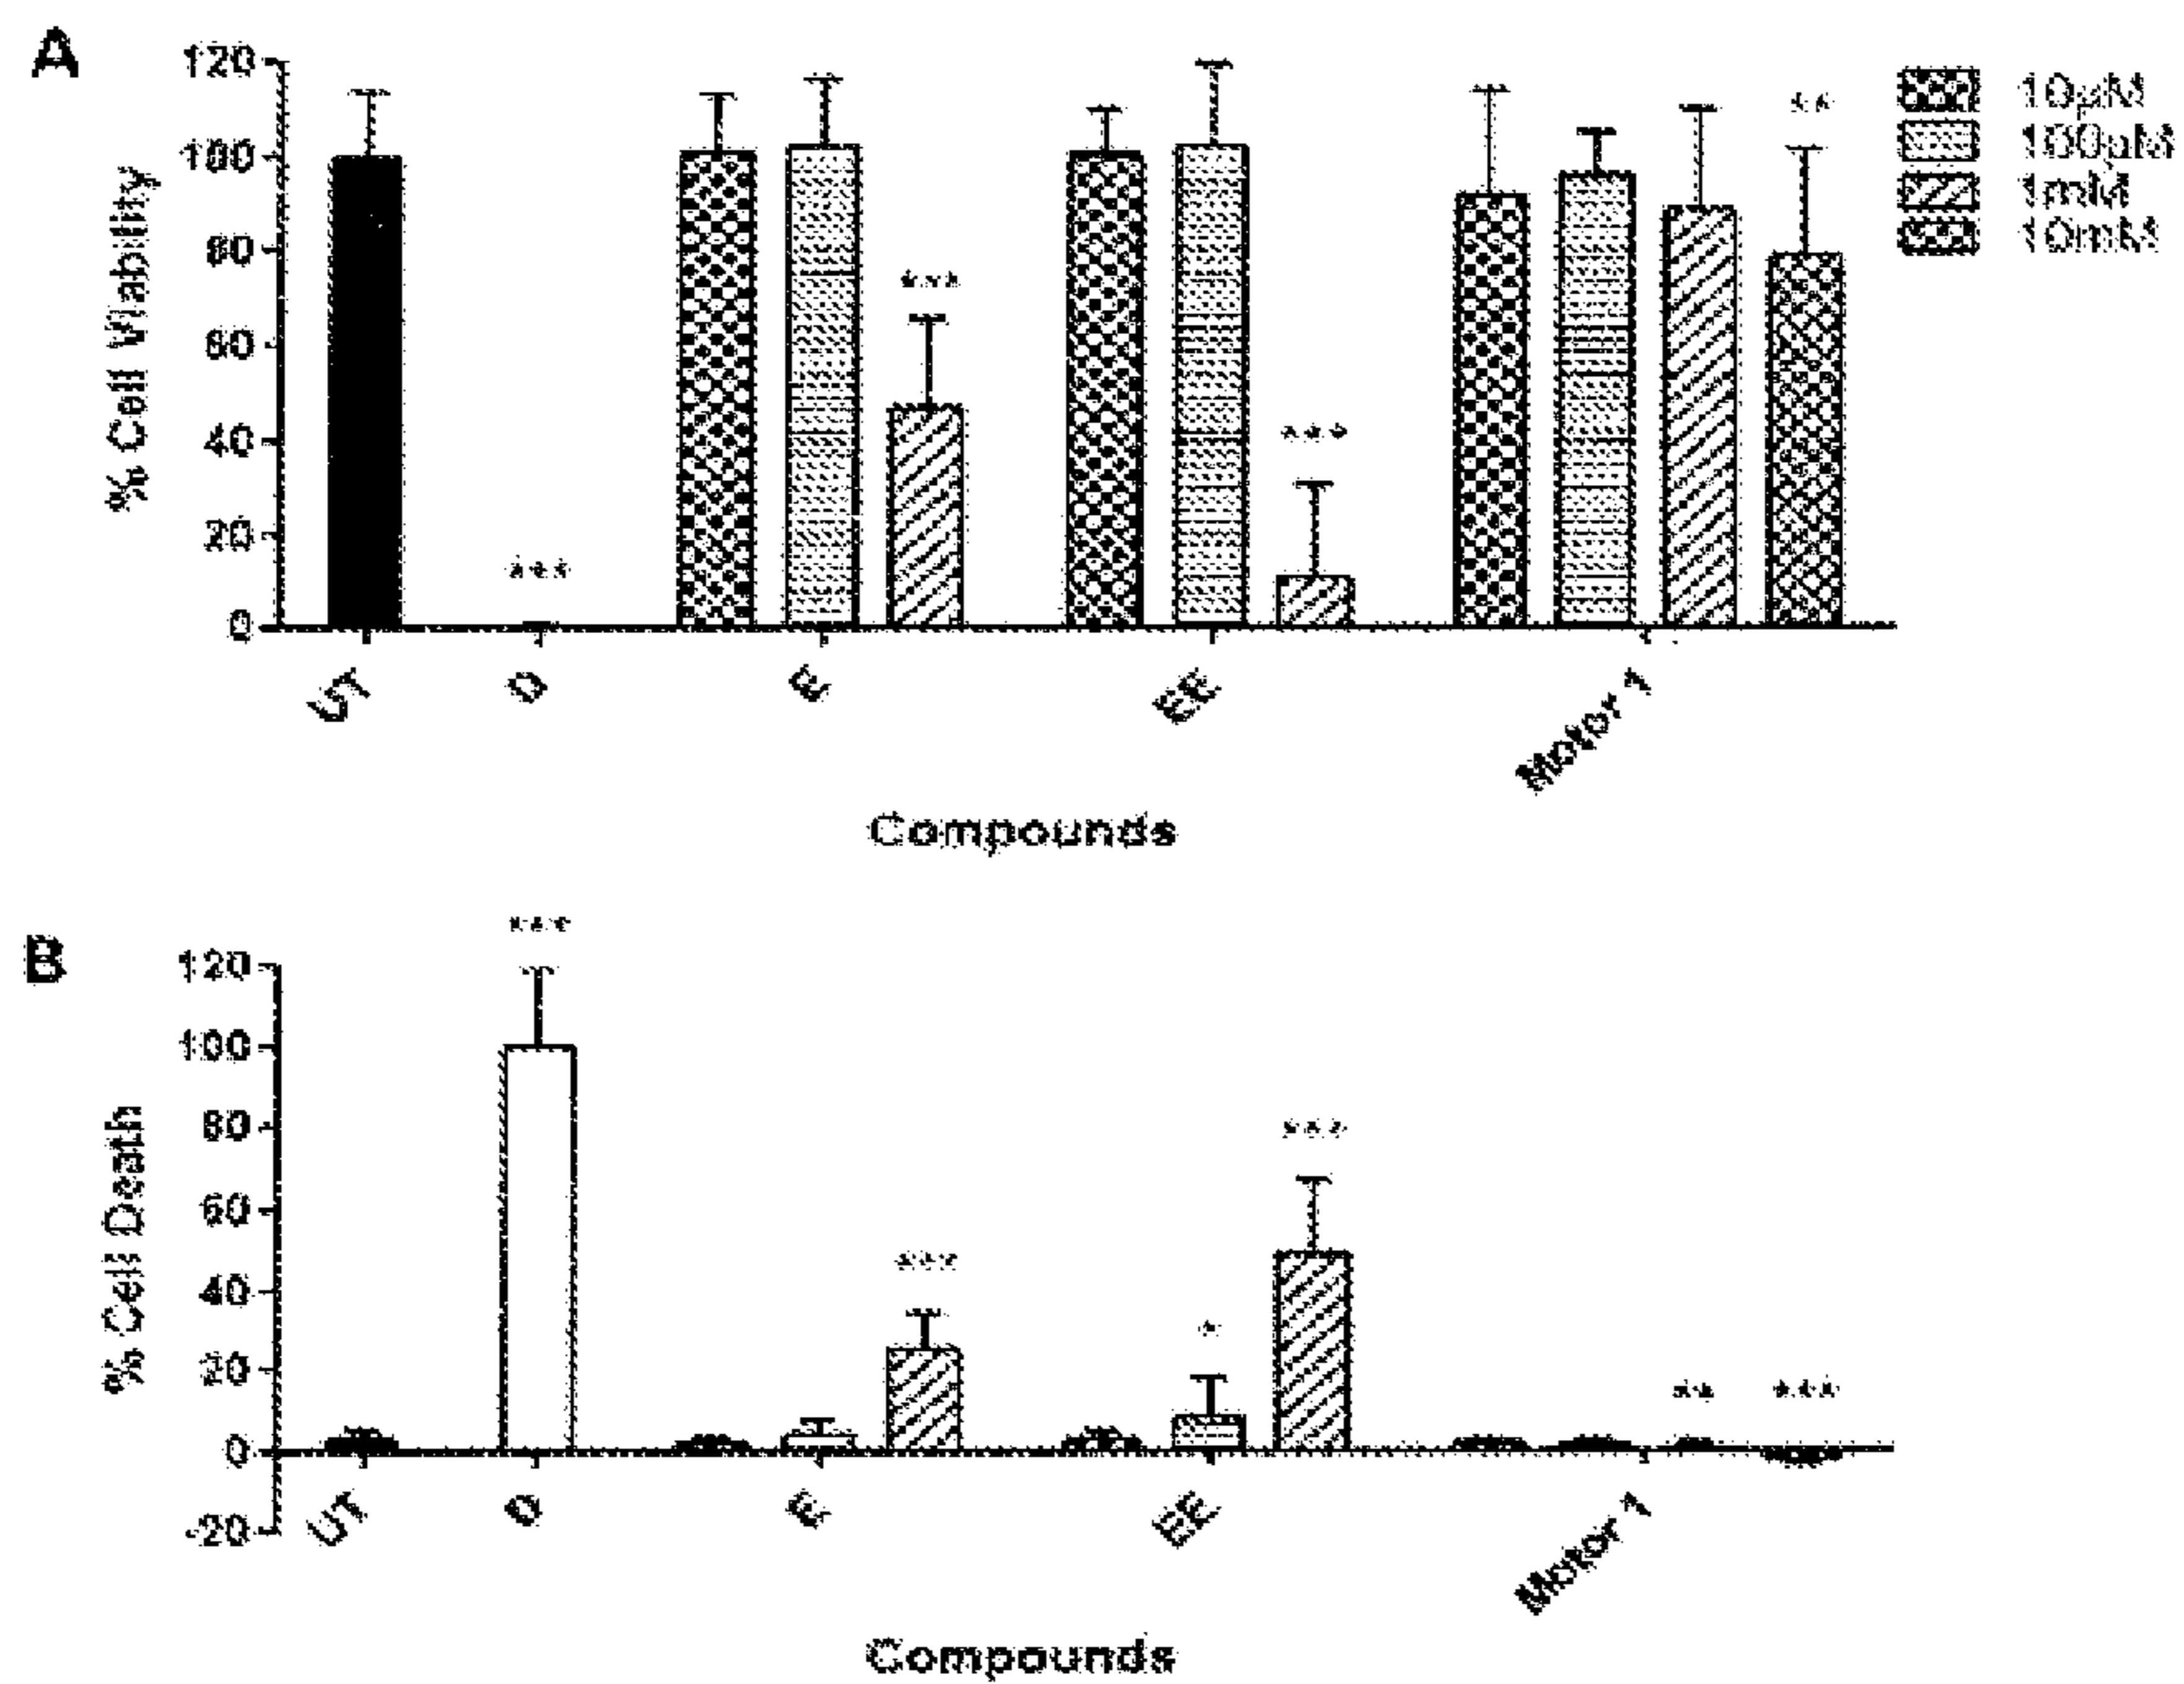 A
120
100
80
60
40
20
0
% Cell Viability
***
***
***
**
10µM
100µM
1mM
10mM
UT
D
E
EE
Motor 1
Compounds
B
120
100
80
60
40
20
0
-20
% Cell Death
***
***
*
***
**
***
UT
D
E
EE
Motor 1
Compounds